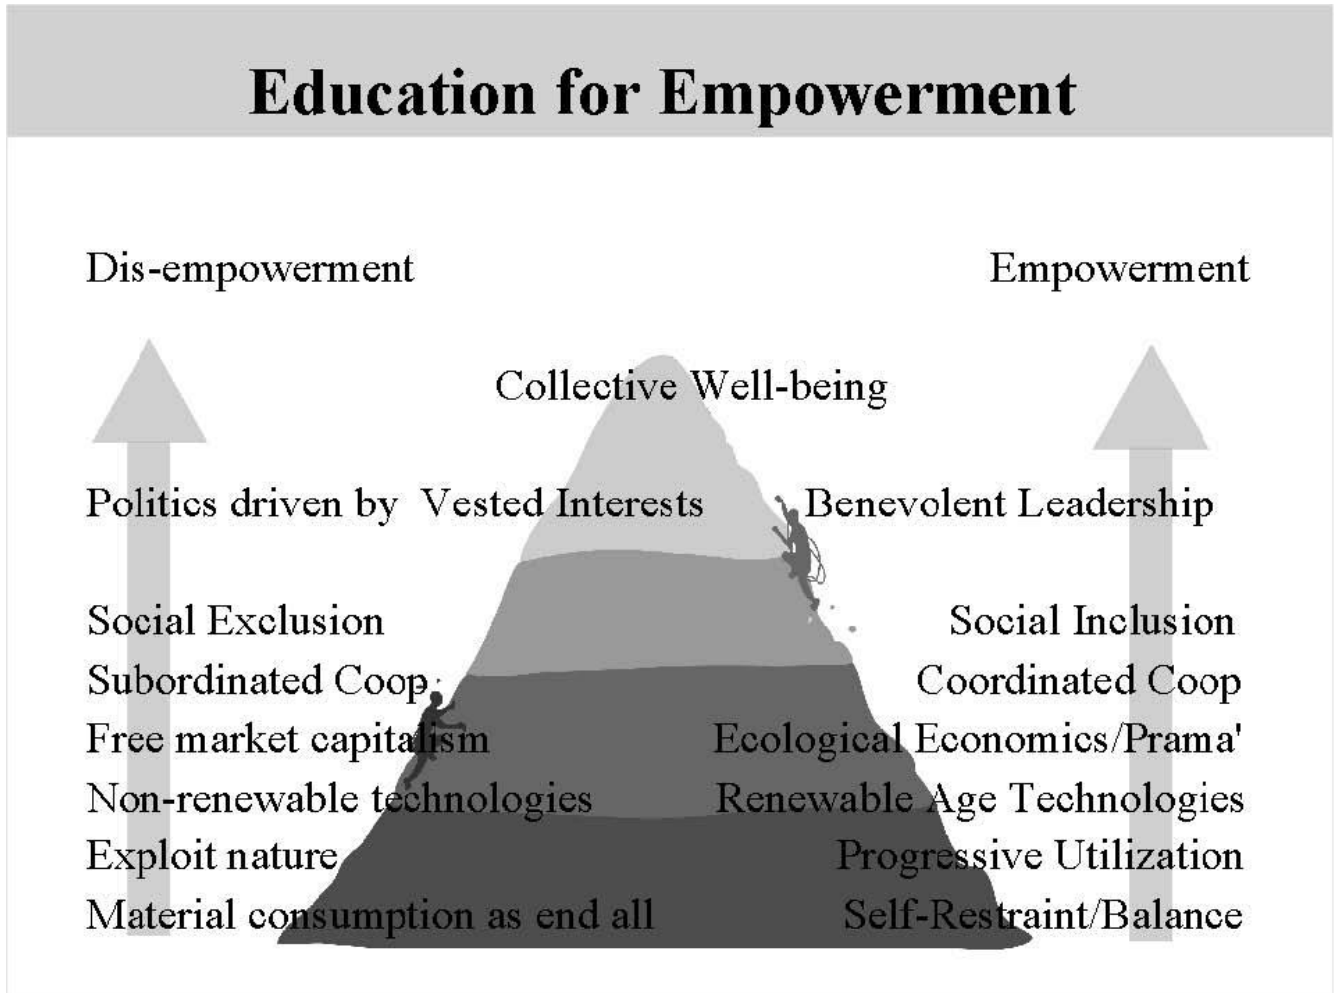 Education for Empowerment
Dis-empowerment Empowerment
Collective Well-being
Politics driven by Vested Interests Benevolent Leadership
Social Exclusion Social Inclusion
Subordinated Coop Coordinated Coop
Free market capitalism Ecological Economics/Prama'
Non-renewable technologies Renewable Age Technologies
Exploit nature Progressive Utilization
Material consumption as end all Self-Restraint/Balance